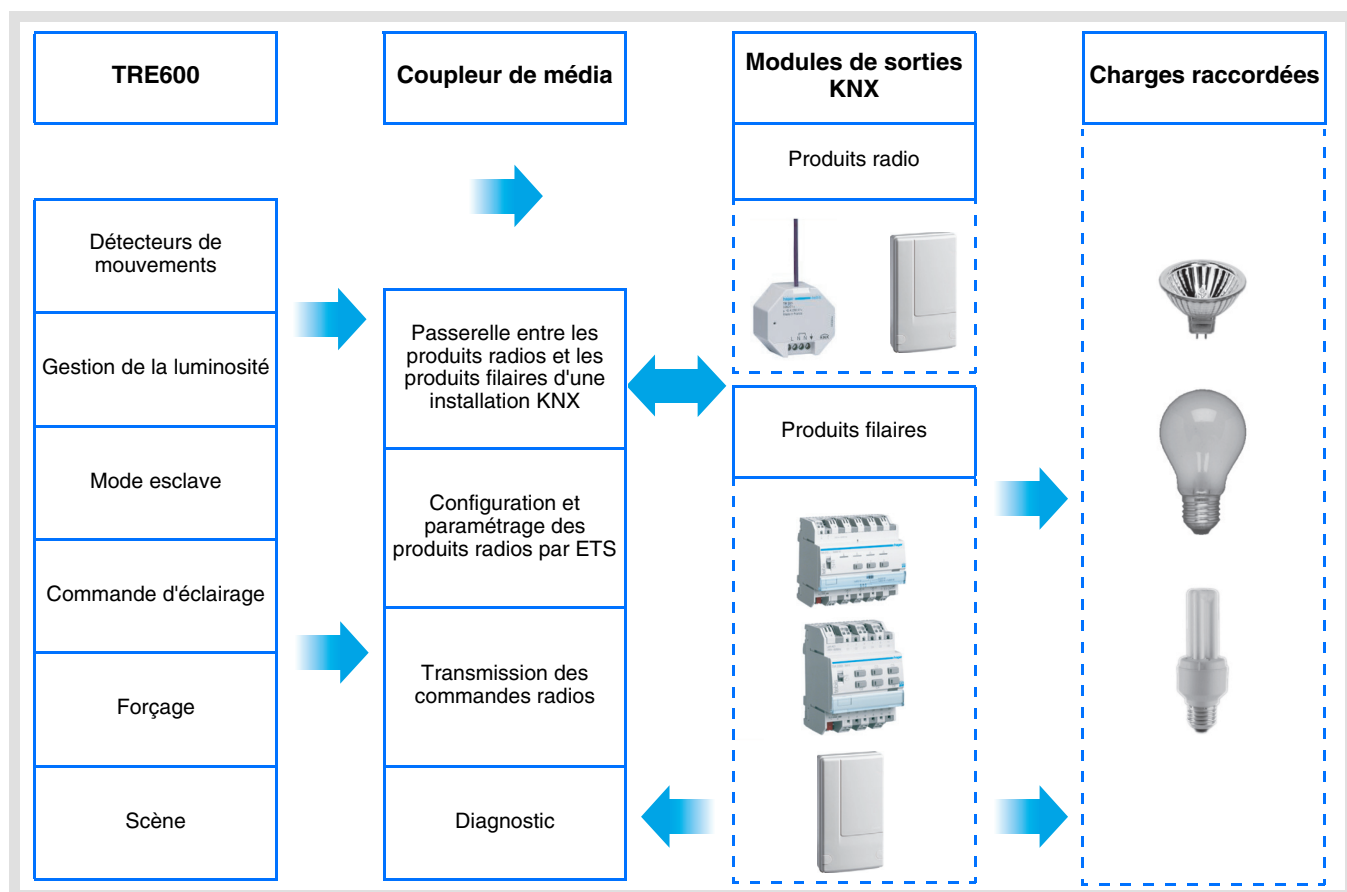 TRE600
Coupleur de média
Modules de sorties
KNX
Charges raccordées
Produits radio
Détecteurs de
mouvements
Gestion de la luminosité
Mode esclave
Commande d'éclairage
Forçage
Scène
Passerelle entre les
produits radios et les
produits filaires d'une
installation KNX
Configuration et
paramétrage des
produits radios par ETS
Transmission des
commandes radios
Diagnostic
L N N
Produits filaires